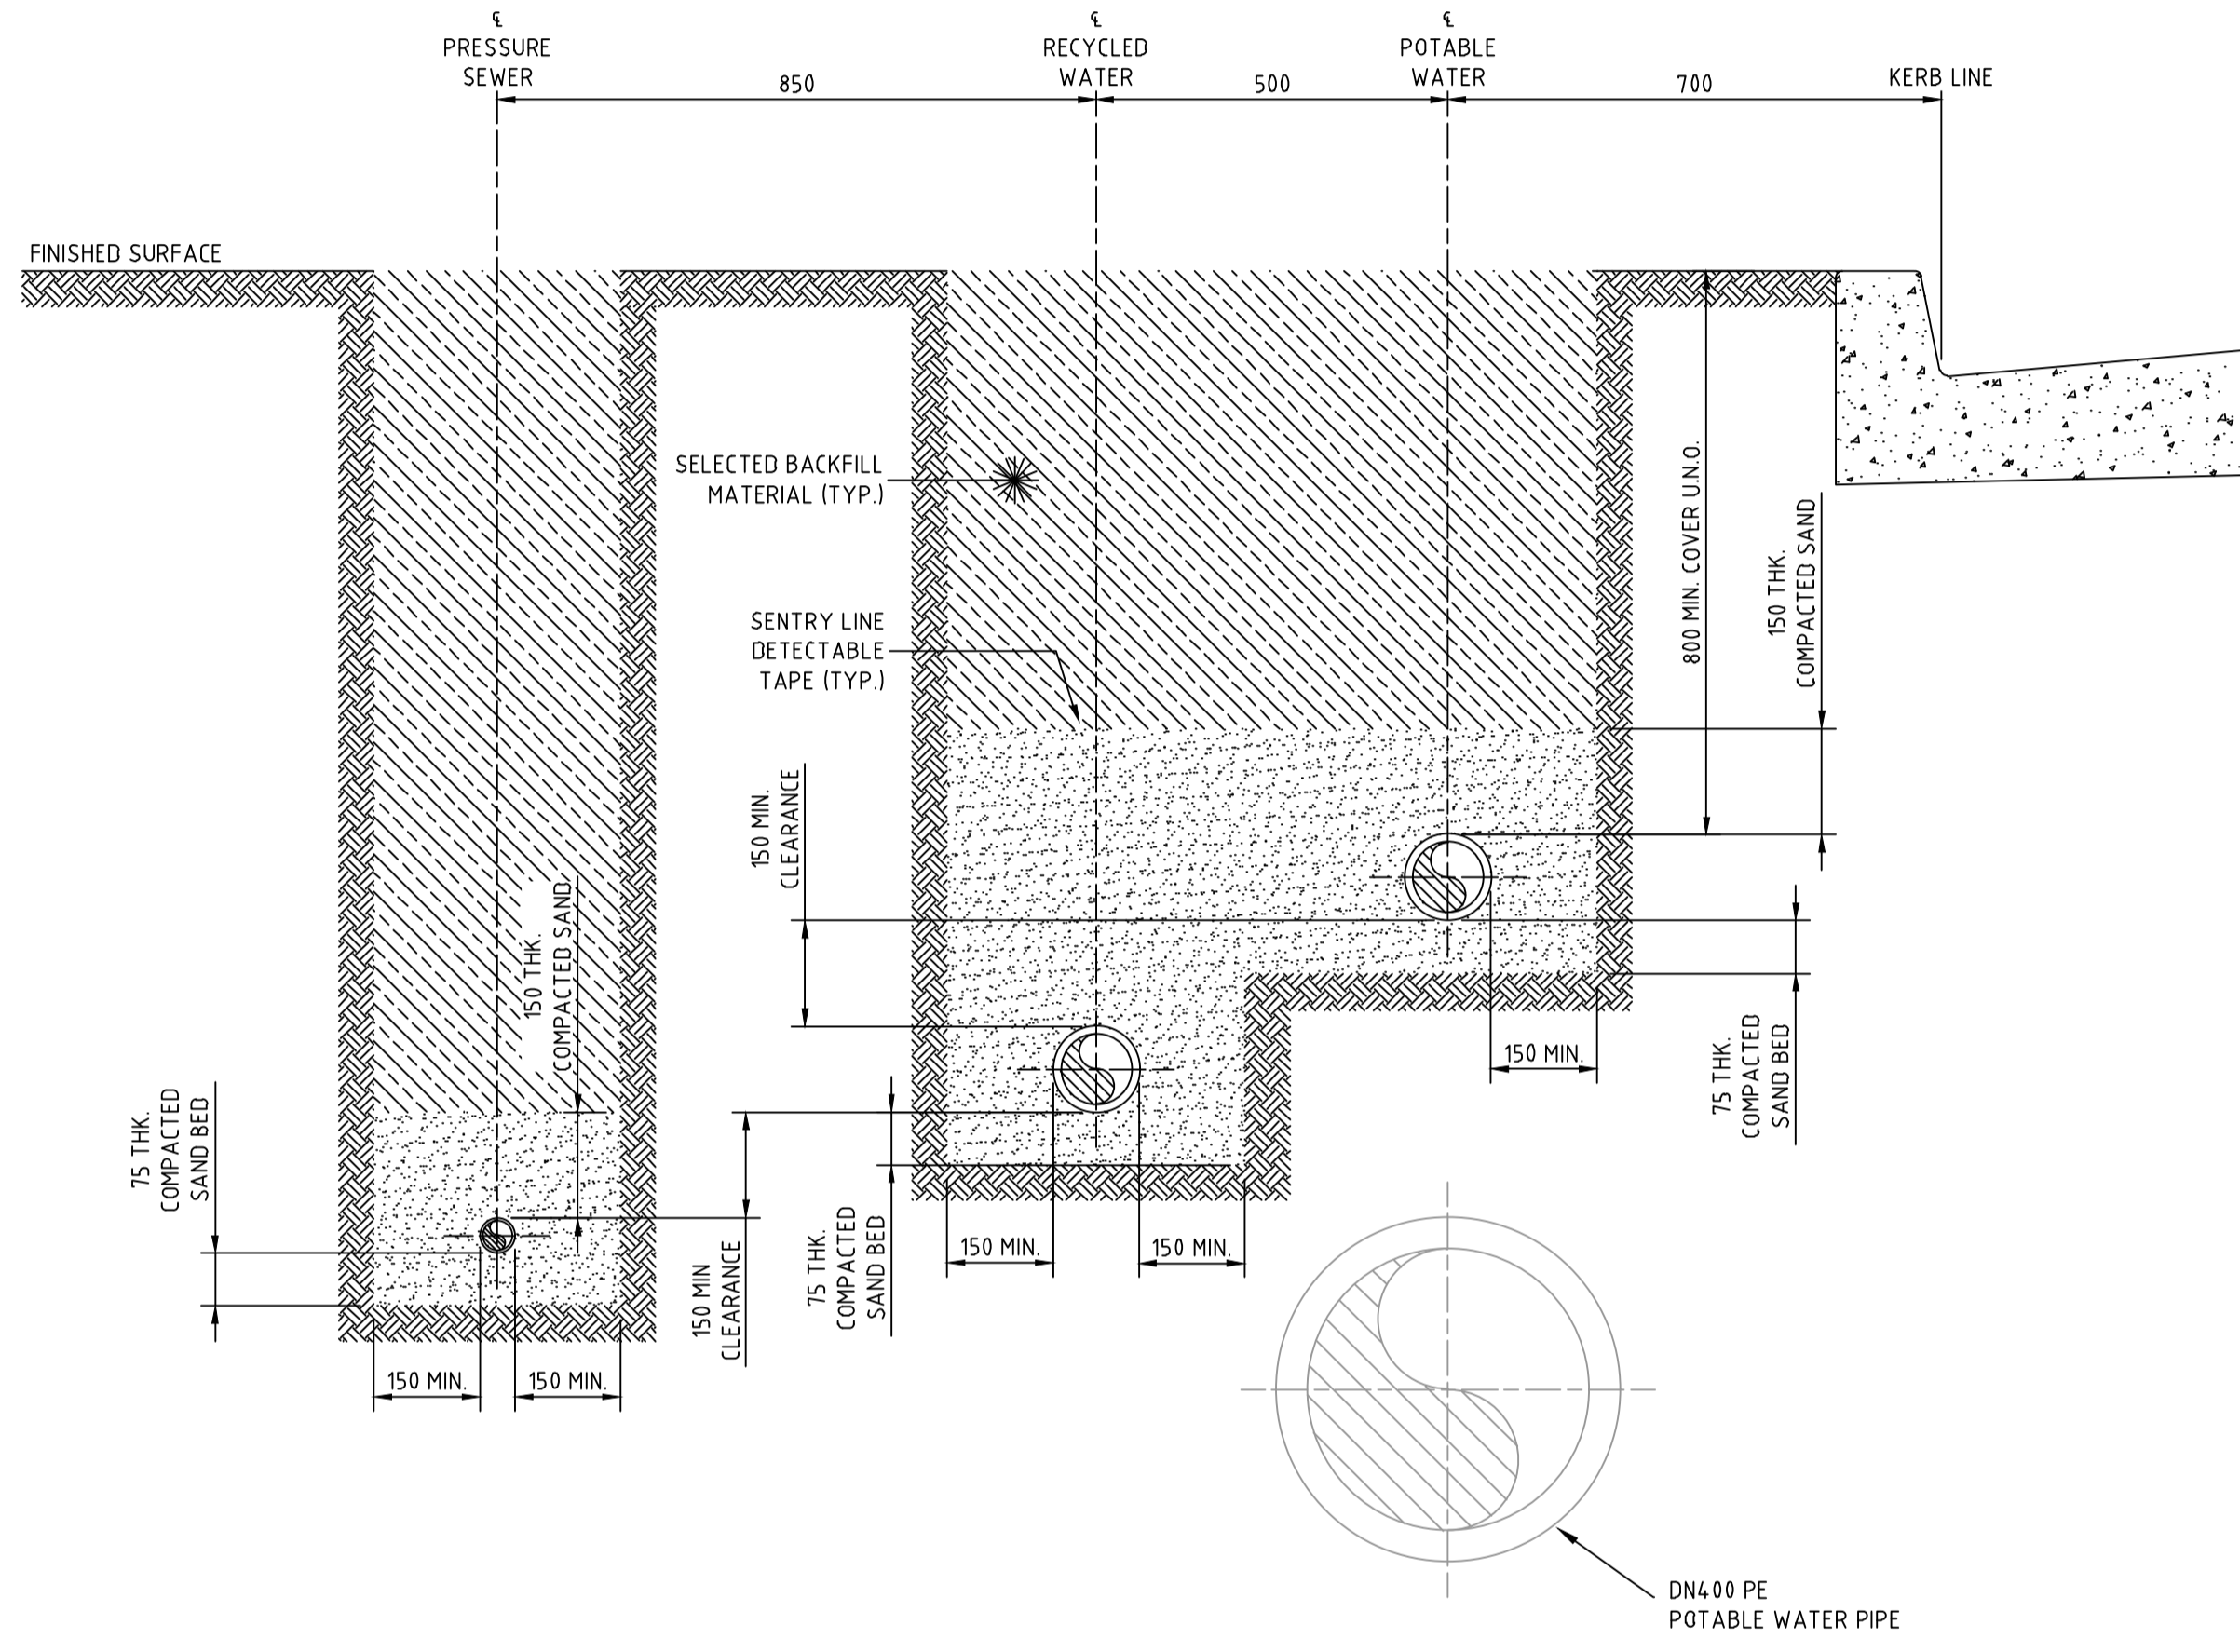 ℄
PRESSURE
SEWER
℄
RECYCLED
WATER
℄
POTABLE
WATER
KERB LINE
850
500
700
FINISHED SURFACE
SELECTED BACKFILL
MATERIAL (TYP.)
SENTRY LINE
DETECTABLE
TAPE (TYP.)
800 MIN. COVER U.N.O.
150 THK.
COMPACTED SAND
150 MIN.
CLEARANCE
150 THK.
COMPACTED SAND
75 THK.
COMPACTED
SAND BED
150 MIN.
75 THK.
COMPACTED
SAND BED
150 MIN
CLEARANCE
75 THK.
COMPACTED
SAND BED
150 MIN.
150 MIN.
150 MIN.
150 MIN.
DN400 PE
POTABLE WATER PIPE